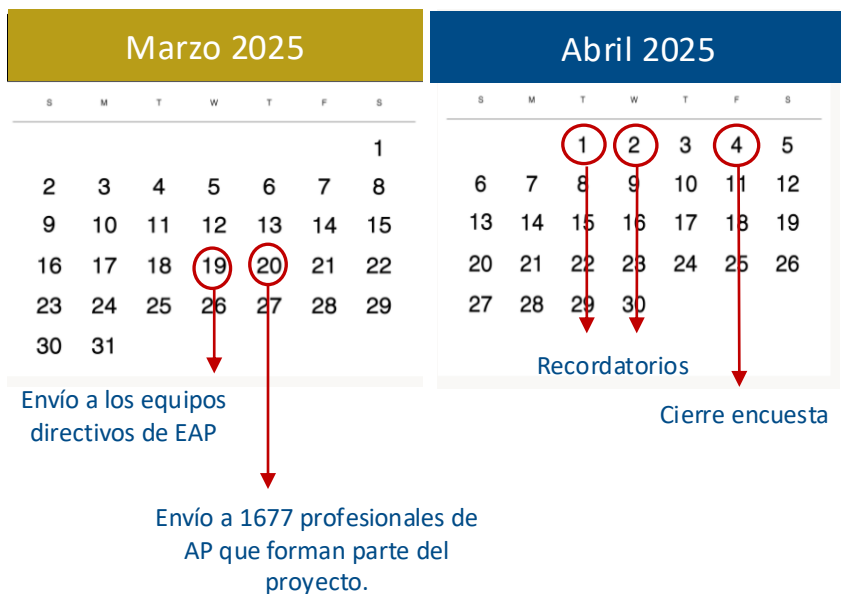 Marzo 2025
S M T W T F S
1
2 3 4 5 6 7 8
9 10 11 12 13 14 15
16 17 18 19 20 21 22
23 24 25 26 27 28 29
30 31
Envío a los equipos
directivos de EAP
Envío a 1677 profesionales de
AP que forman parte del
proyecto.
Abril 2025
S M T W T F S
1 2 3 4 5
6 7 8 9 10 11 12
13 14 15 16 17 18 19
20 21 22 23 24 25 26
27 28 29 30
Recordatorios
Cierre encuesta